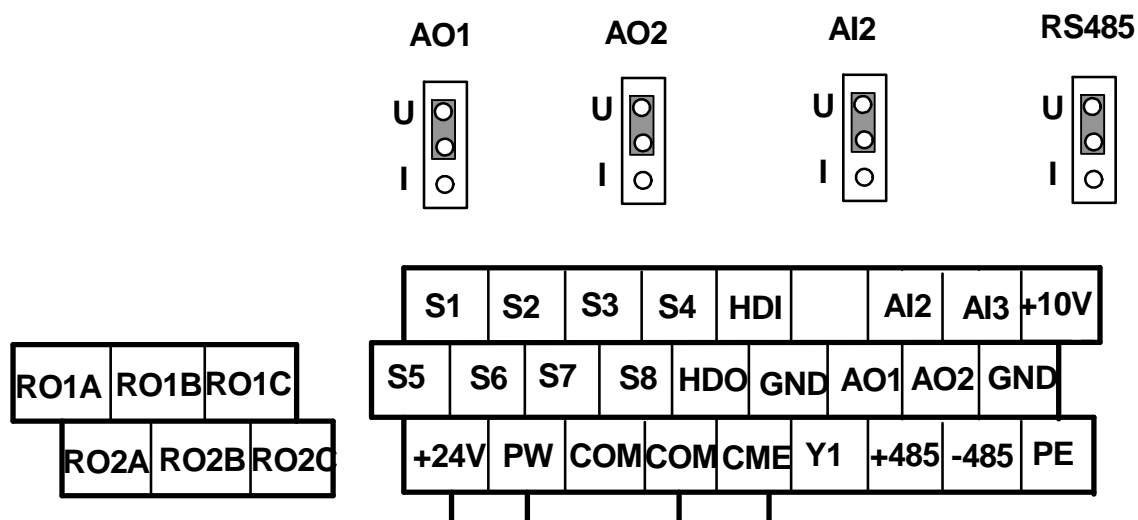 AO1 AO2 AI2 RS485
U U U U
I I I I
S1 S2 S3 S4 HDI AI2 AI3 +10V
RO1A RO1B RO1C S5 S6 S7 S8 HDO GND AO1 AO2 GND
RO2A RO2B RO2C +24V PW COM COM CME Y1 +485 -485 PE